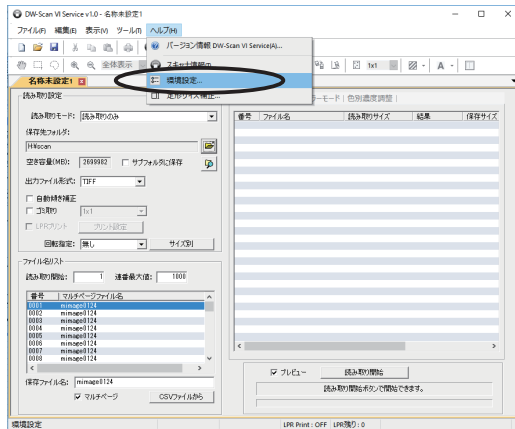 DW-Scan VI Service v1.0 - 名称未設定1
ファイル(F) 編集(E) 表示(V) ツール(T) ヘルプ(H)
バージョン情報 DW-Scan VI Service(A)...
全体表示
スキャナ情報(I)...
1x1
A
環境設定...
定形サイズ補正...
名称未設定1
読み取り設定
読み取りモード: 読み取りのみ
保存先フォルダ:
H:¥scan
空き容量(MB): 2699982 サブフォルダに保存
出力ファイル形式: TIFF
自動傾き補正
ゴミ取り 1x1
LPRプリント プリント設定
回転指定: 無し サイズ別
ファイル名リスト
読み取り開始: 1 連番最大値: 1000
番号 マルチページファイル名
0001 mimage0124
0002 mimage0124
0003 mimage0124
0004 mimage0124
0005 mimage0124
0006 mimage0124
0007 mimage0124
0008 mimage0124
保存ファイル名: mimage0124
マルチページ CSVファイルから
ーモード 色別濃度調整
番号 ファイル名 読み取りサイズ 結果 保存サイズ
プレビュー 読み取り開始
読み取り開始ボタンで開始できます。
環境設定 LPR Print : OFF LPR残り : 0